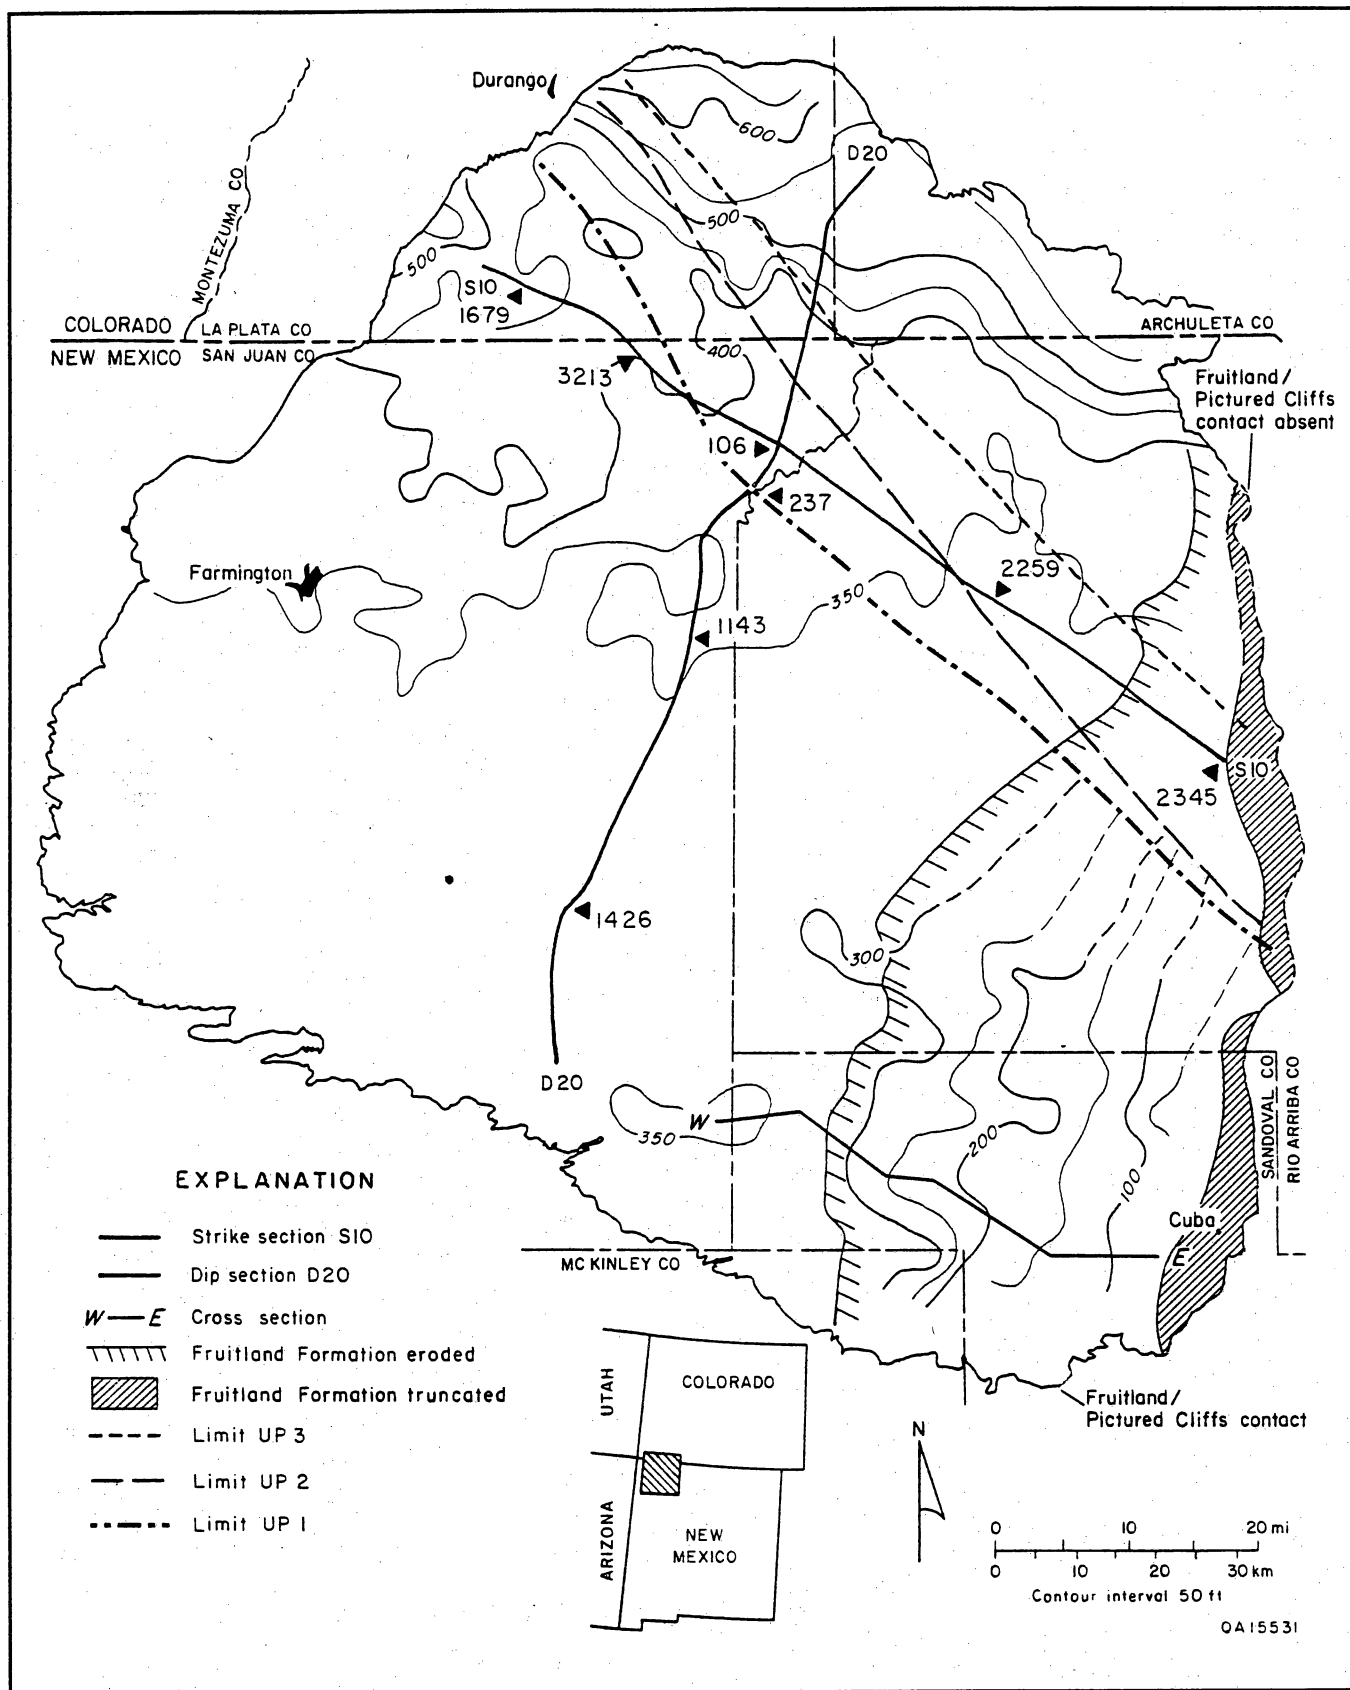 Durango
600
D20
MONTEZUMA CO
500
500
S10
1679
COLORADO
LA PLATA CO
ARCHULETA CO
NEW MEXICO
SAN JUAN CO
400
3213
Fruitland/
Pictured Cliffs
contact absent
106
237
Farmington
2259
350
1143
S10
2345
1426
300
D20
W
350
200
100
SANDOVAL CO
RIO ARRIBA CO
Cuba
E
MC KINLEY CO
EXPLANATION
Strike section S10
Dip section D20
W E Cross section
Fruitland Formation eroded
Fruitland Formation truncated
Limit UP 3
Limit UP 2
Limit UP 1
UTAH
COLORADO
ARIZONA
NEW
MEXICO
Fruitland/
Pictured Cliffs contact
N
0 10 20 mi
0 10 20 30 km
Contour interval 50 ft
QA15531